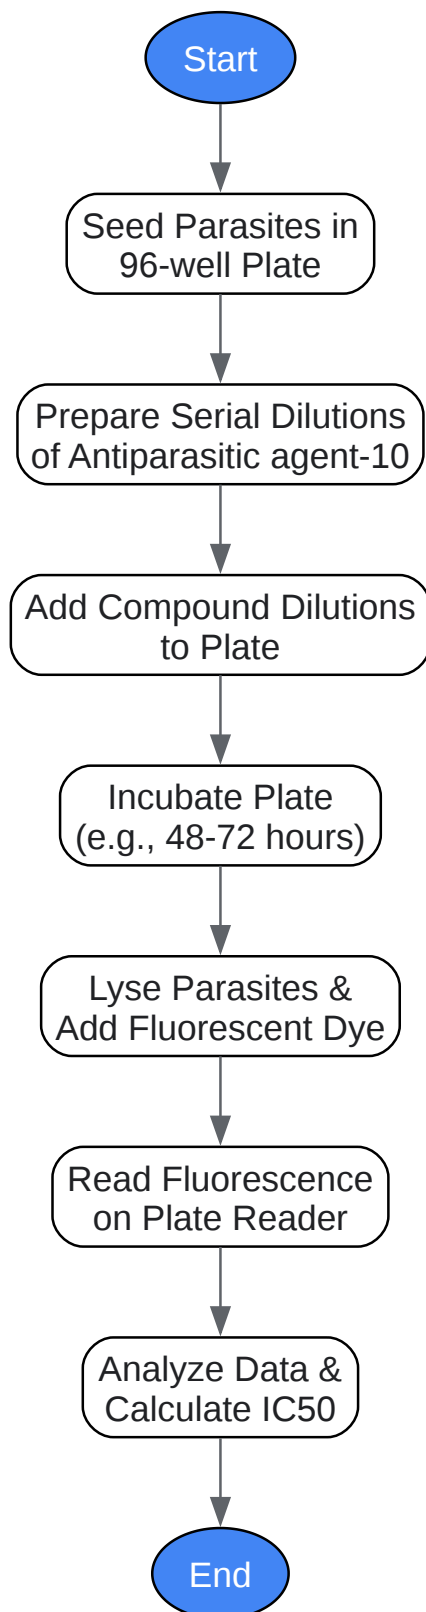 Start
Seed Parasites in
96-well Plate
Prepare Serial Dilutions
of Antiparasitic agent-10
Add Compound Dilutions
to Plate
Incubate Plate
(e.g., 48-72 hours)
Lyse Parasites &
Add Fluorescent Dye
Read Fluorescence
on Plate Reader
Analyze Data &
Calculate IC50
End